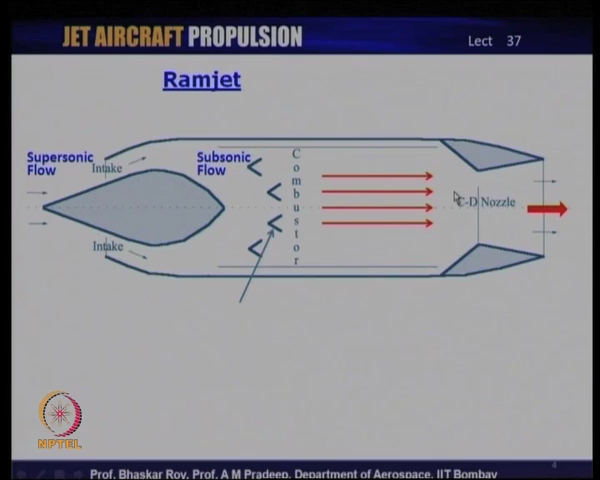 JET AIRCRAFT PROPULSION
Lect 37
Ramjet
Supersonic
Flow
Intake
Subsonic
Flow
Combustor
C-D Nozzle
Intake
NPTEL
4
Prof. Bhaskar Roy, Prof. A M Pradeep, Department of Aerospace, IIT Bombay